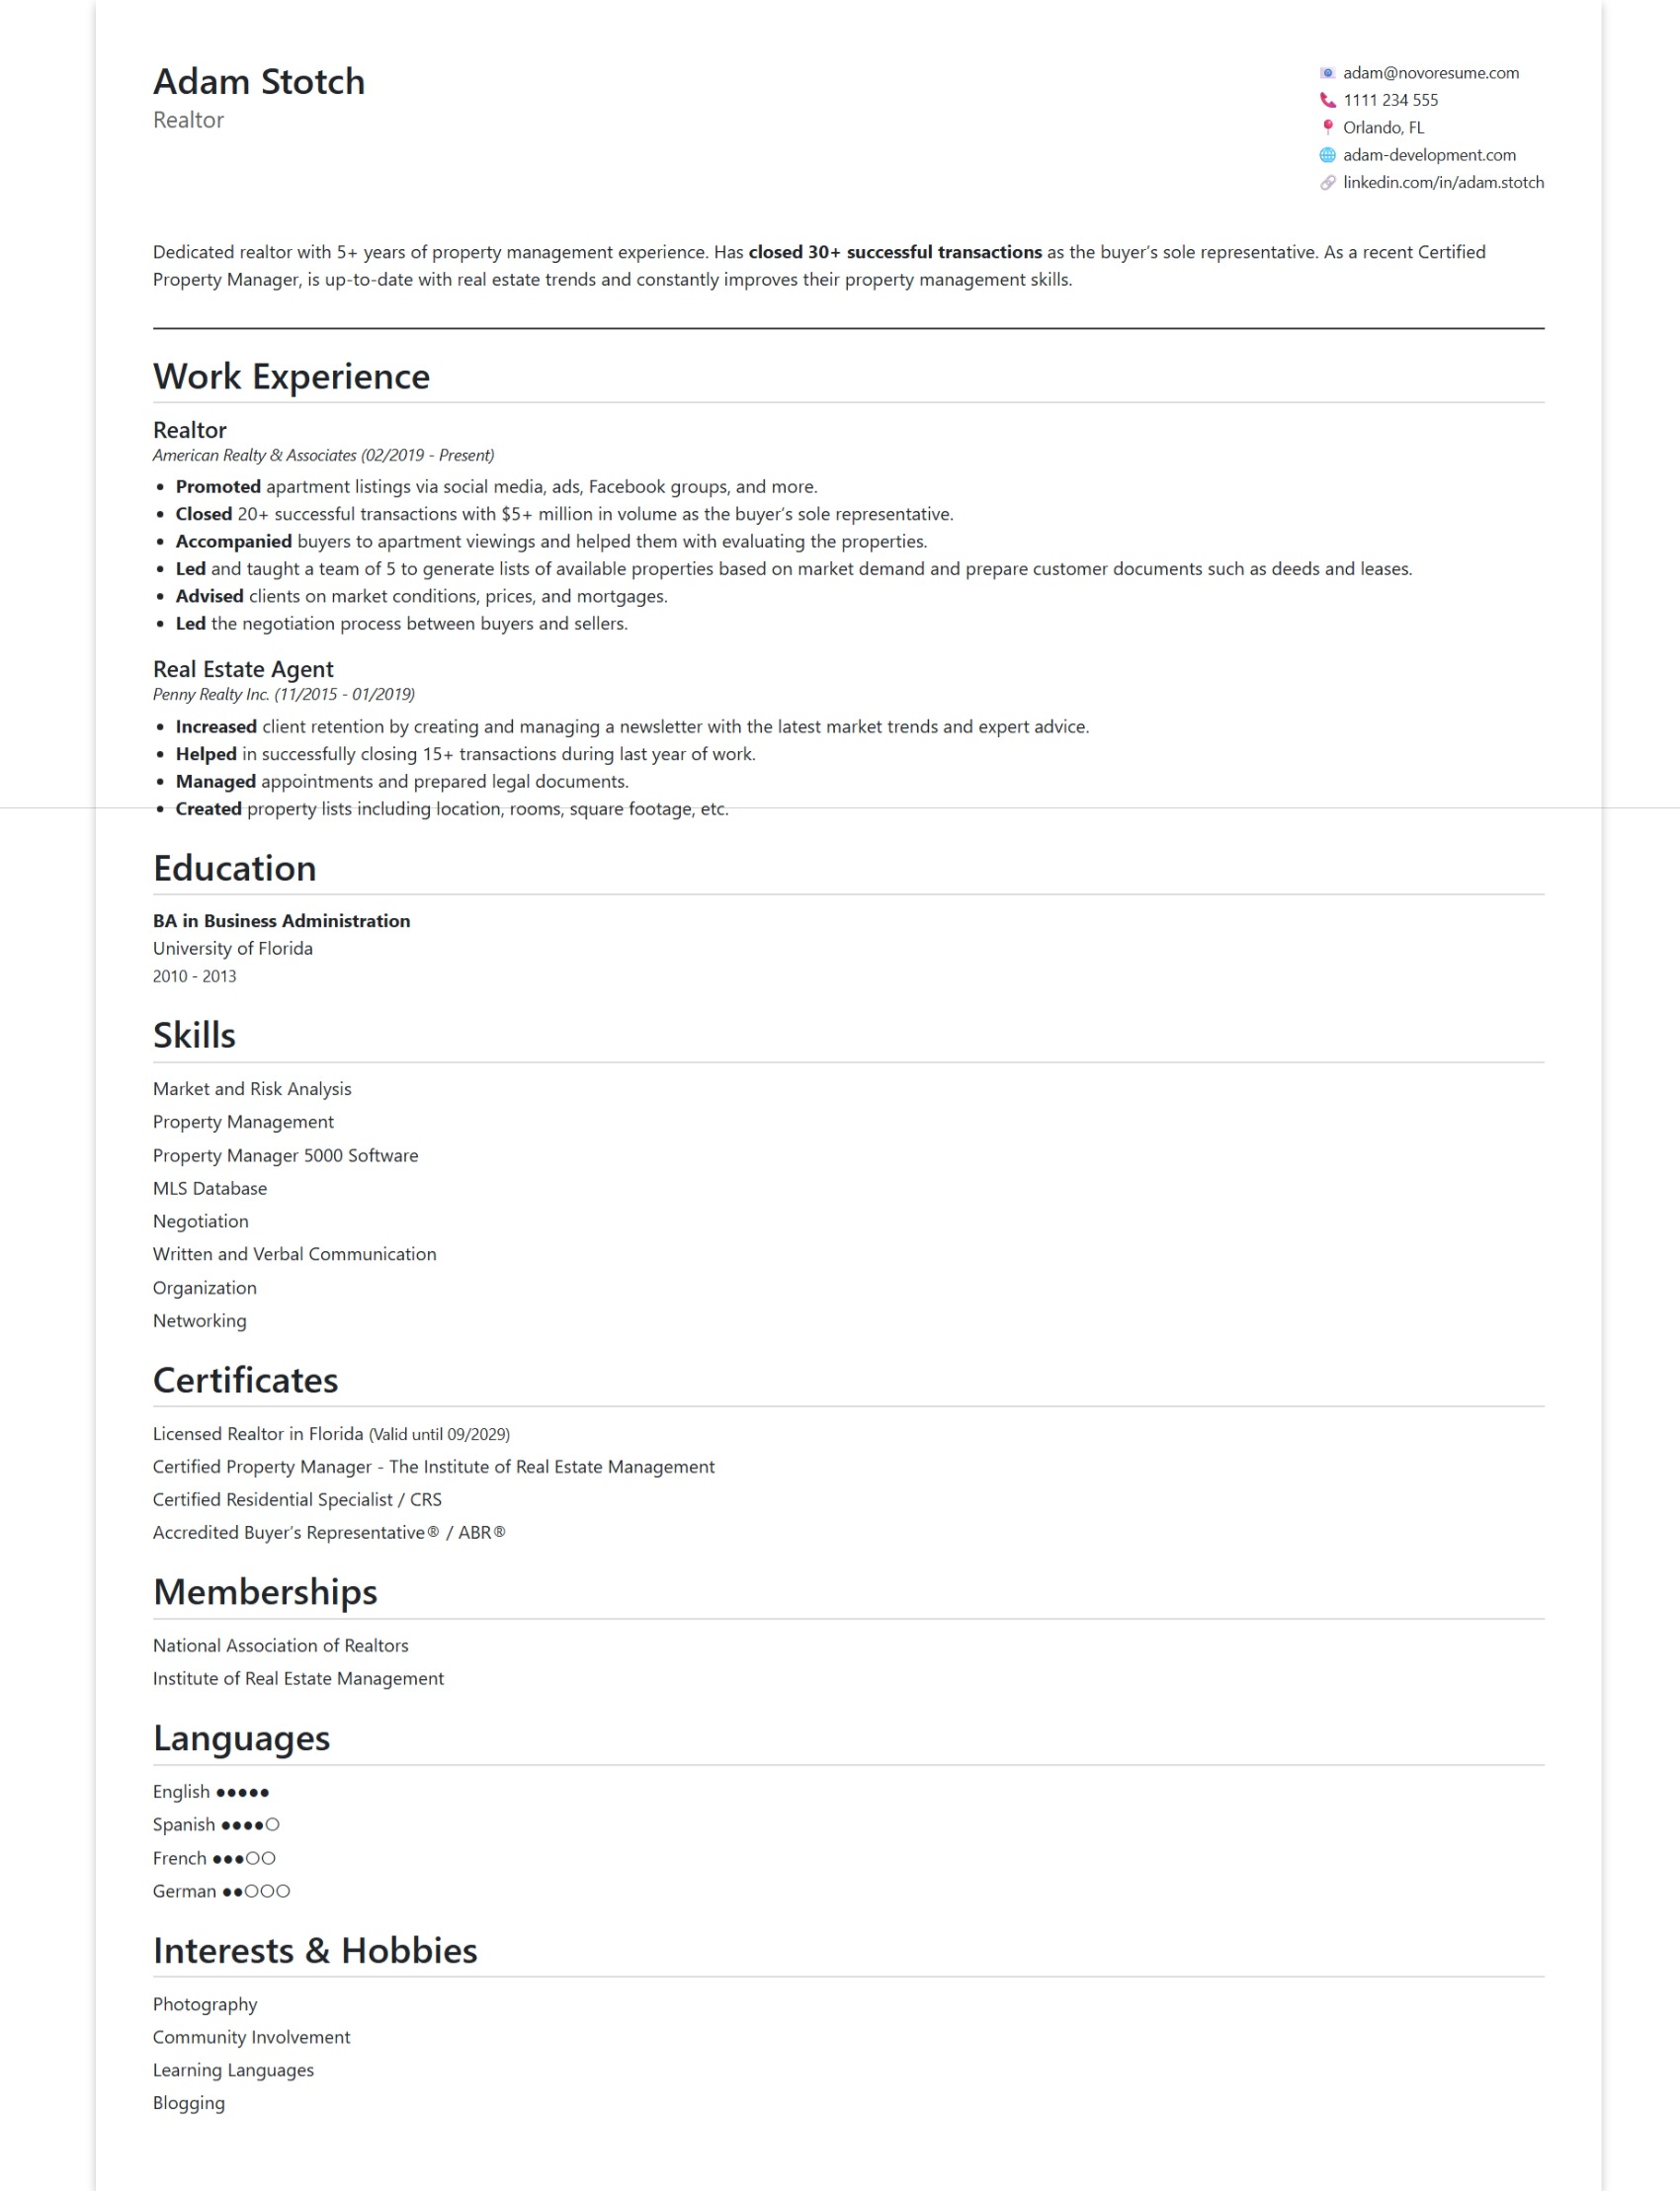 Adam Stotch
Realtor
adam@novoresume.com
1111 234 555
Orlando, FL
adam-development.com
linkedin.com/in/adam.stotch
Dedicated realtor with 5+ years of property management experience. Has closed 30+ successful transactions as the buyer's sole representative. As a recent Certified
Property Manager, is up-to-date with real estate trends and constantly improves their property management skills.
Work Experience
Realtor
American Realty & Associates (02/2019 - Present)
• Promoted apartment listings via social media, ads, Facebook groups, and more.
• Closed 20+ successful transactions with $5+ million in volume as the buyer's sole representative.
• Accompanied buyers to apartment viewings and helped them with evaluating the properties.
• Led and taught a team of 5 to generate lists of available properties based on market demand and prepare customer documents such as deeds and leases.
• Advised clients on market conditions, prices, and mortgages.
• Led the negotiation process between buyers and sellers.
Real Estate Agent
Penny Realty Inc. (11/2015 - 01/2019)
• Increased client retention by creating and managing a newsletter with the latest market trends and expert advice.
• Helped in successfully closing 15+ transactions during last year of work.
• Managed appointments and prepared legal documents.
• Created property lists including location, rooms, square footage, etc.
Education
BA in Business Administration
University of Florida
2010 - 2013
Skills
Market and Risk Analysis
Property Management
Property Manager 5000 Software
MLS Database
Negotiation
Written and Verbal Communication
Organization
Networking
Certificates
Licensed Realtor in Florida (Valid until 09/2029)
Certified Property Manager - The Institute of Real Estate Management
Certified Residential Specialist / CRS
Accredited Buyer's Representative® / ABR®
Memberships
National Association of Realtors
Institute of Real Estate Management
Languages
English ●●●●●
Spanish ●●●●○
French ●●●○○
German ●●○○○
Interests & Hobbies
Photography
Community Involvement
Learning Languages
Blogging